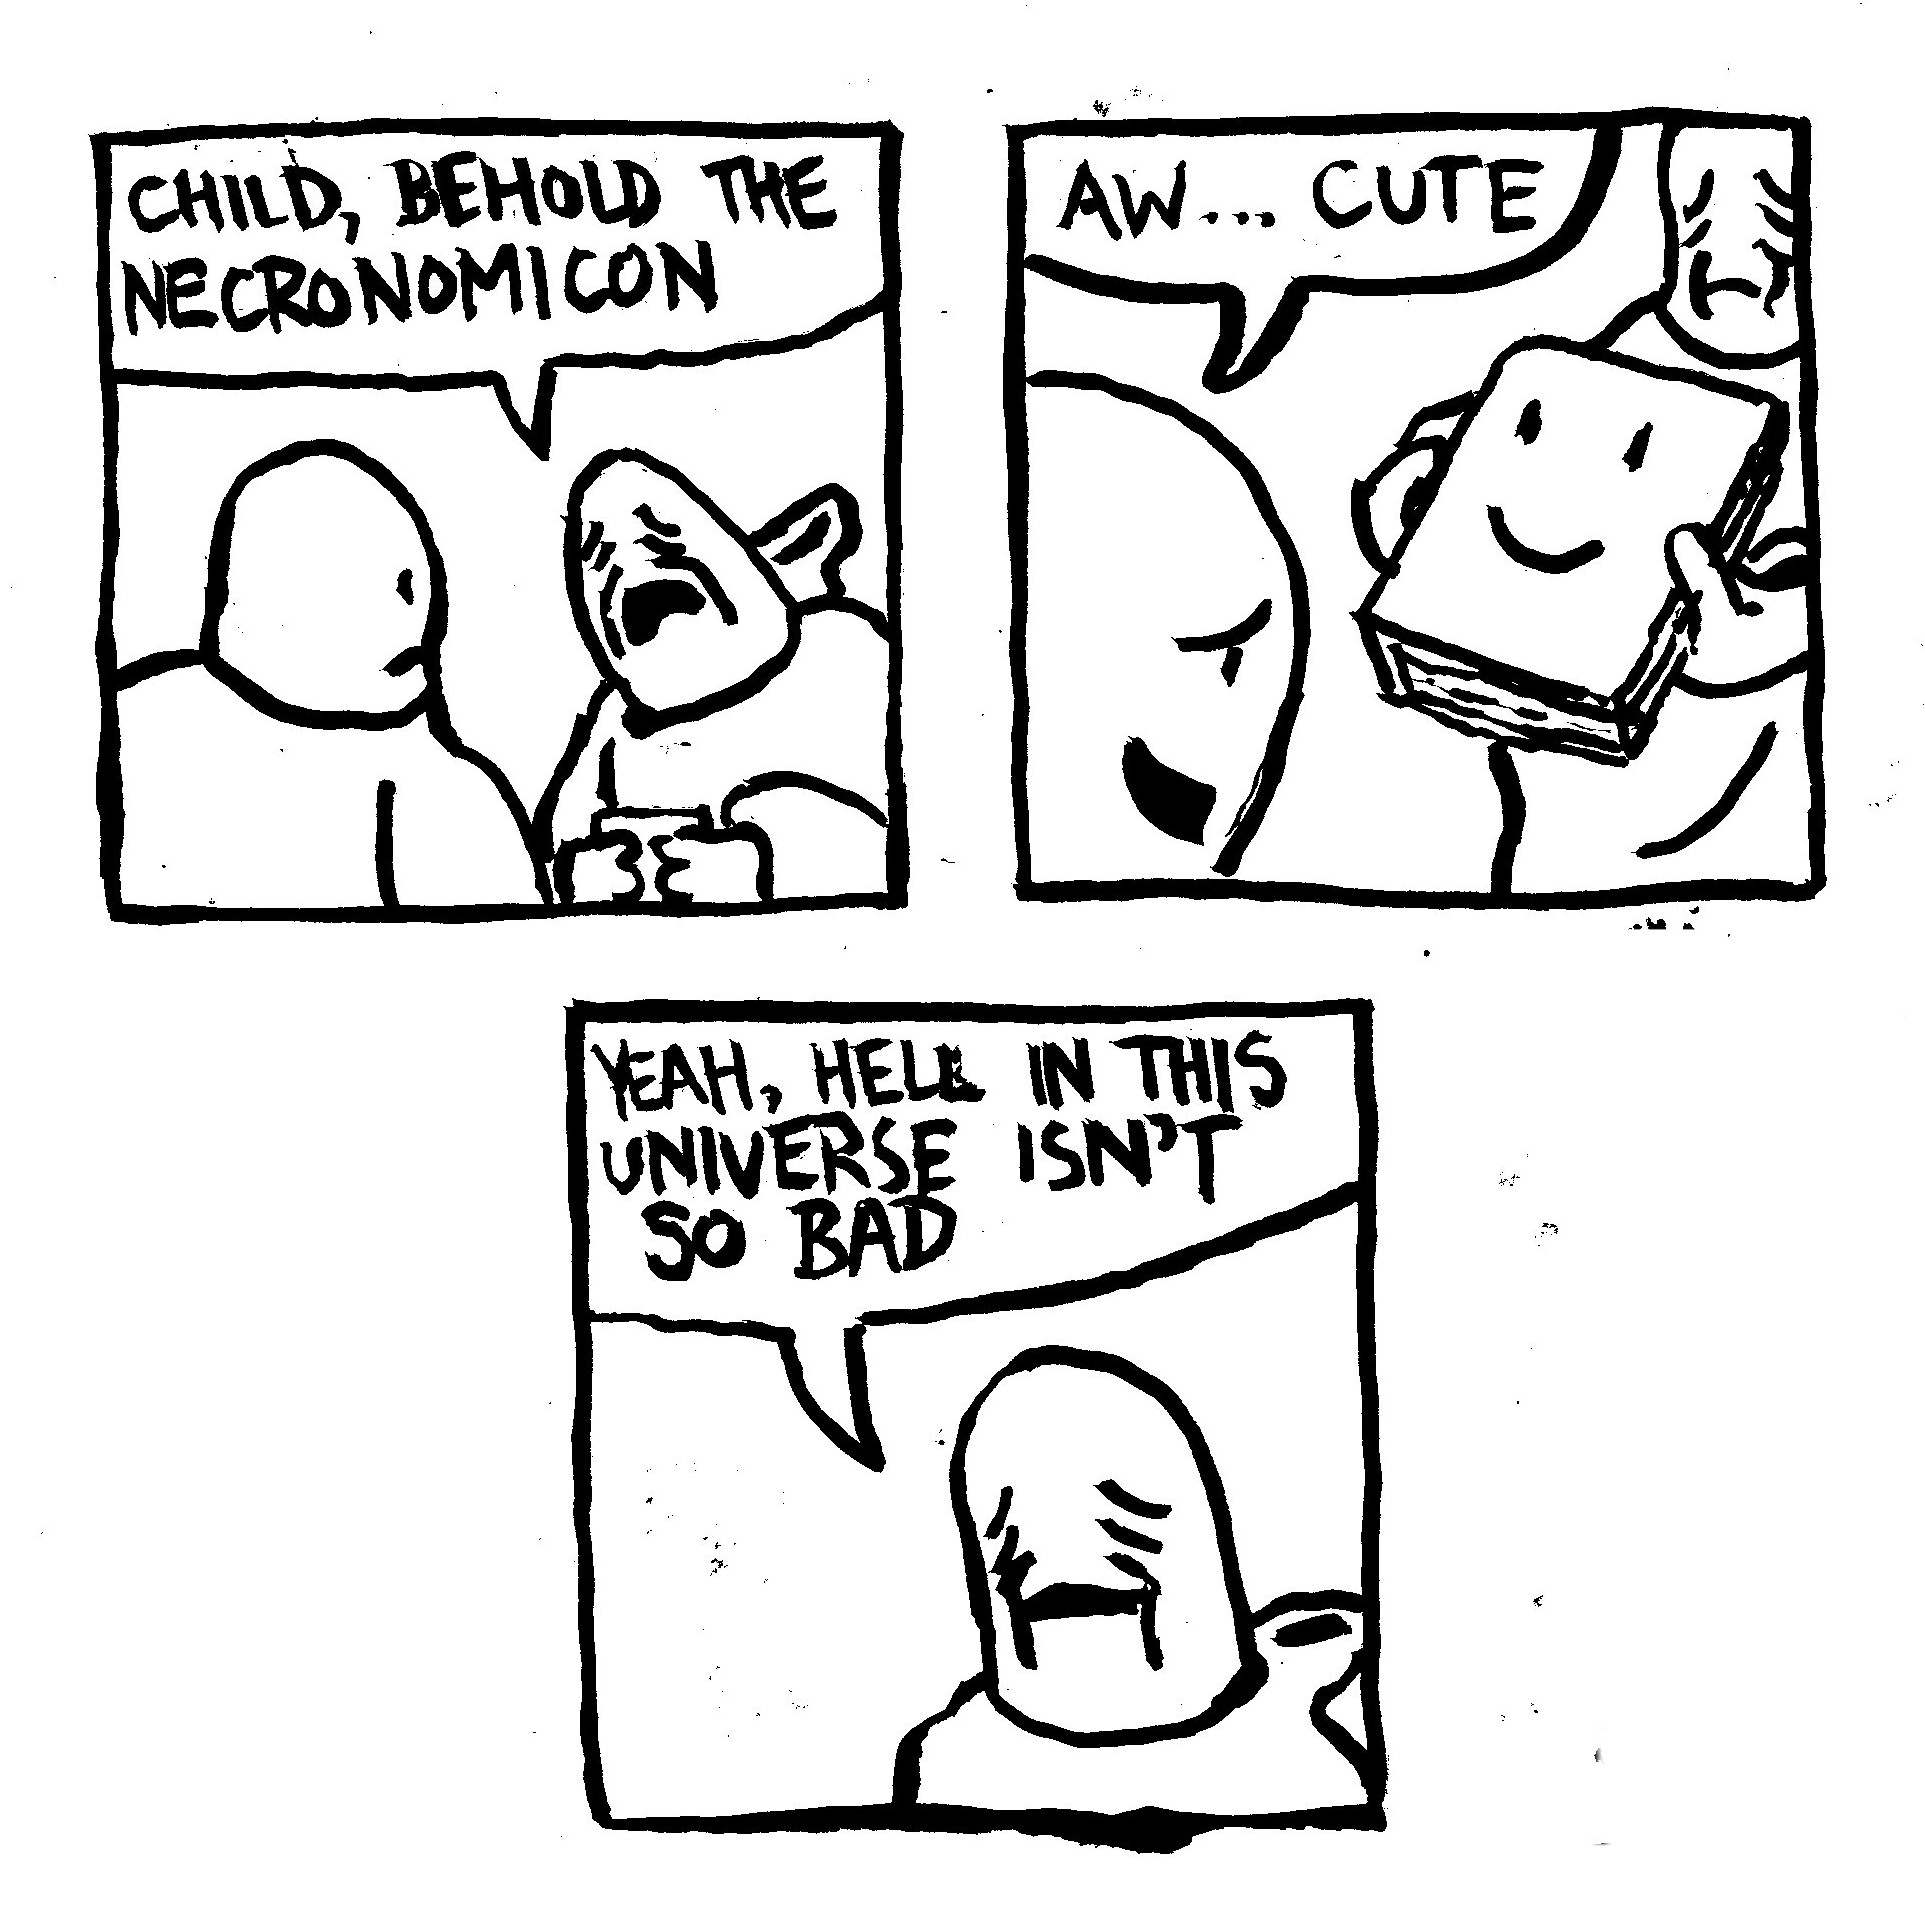 CHILD, BEHOLD THE
NECRONOMICON
AW... CUTE
YEAH, HELL IN THIS
UNIVERSE ISN'T
SO BAD